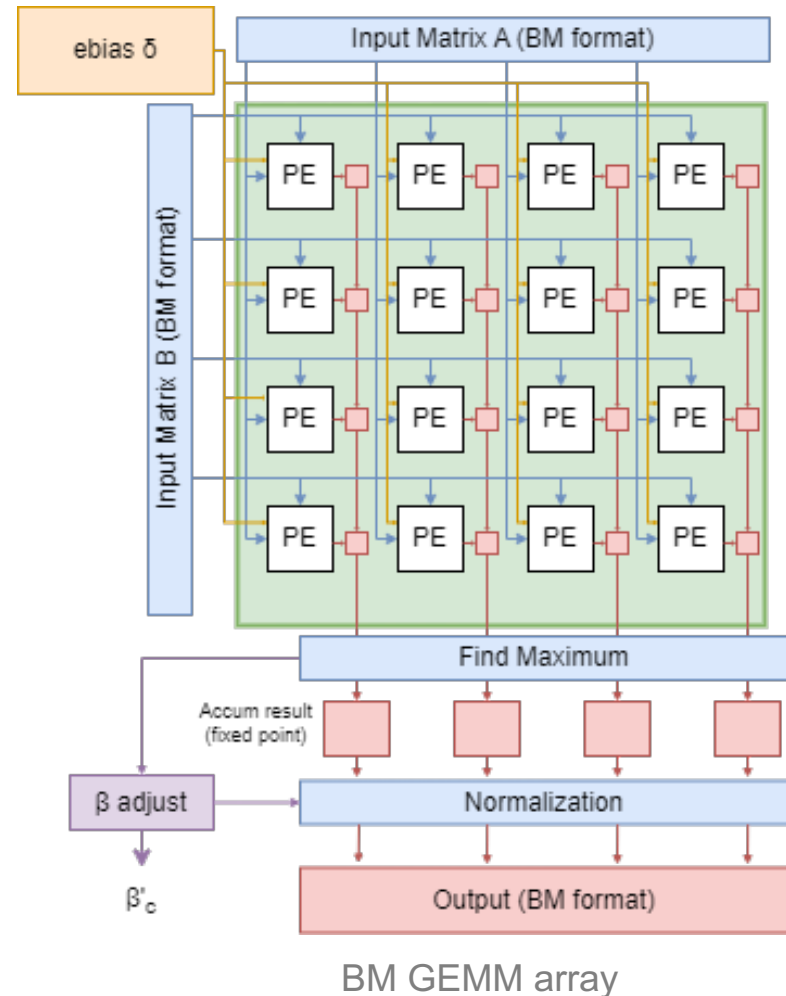 ebias δ
Input Matrix A (BM format)
Input Matrix B (BM format)
PE PE PE PE
PE PE PE PE
PE PE PE PE
PE PE PE PE
Find Maximum
Accum result
(fixed point)
β adjust
Normalization
β'c
Output (BM format)
BM GEMM array